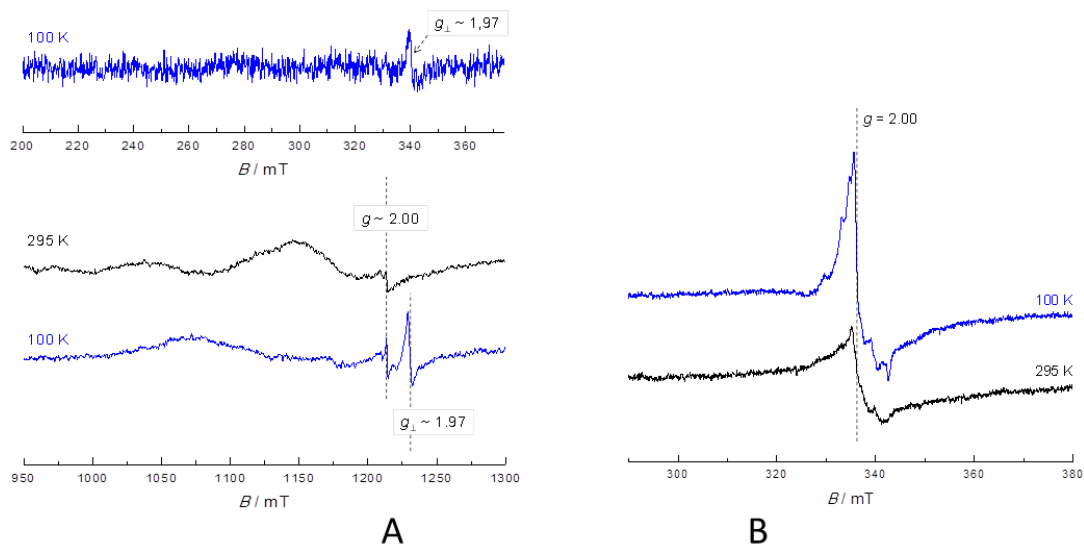 100 K
g⊥ ~ 1,97
200 220 240 260 280 300 320 340 360
B / mT
g ~ 2.00
295 K
100 K
g⊥ ~ 1.97
950 1000 1050 1100 1150 1200 1250 1300
B / mT
A
g = 2.00
100 K
295 K
300 320 340 360 380
B / mT
B